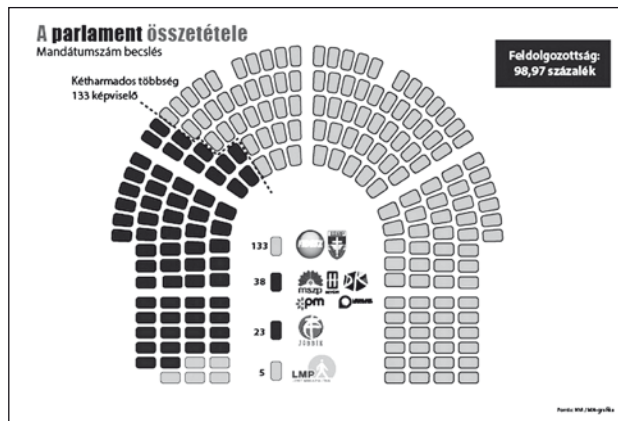 A parlament összetétele
Mandátumszám becslés
Feldolgozottság:
98,97 százalék
Kétharmados többség
133 képviselő
133
38
mszp
DK
pm
23
5
LMP